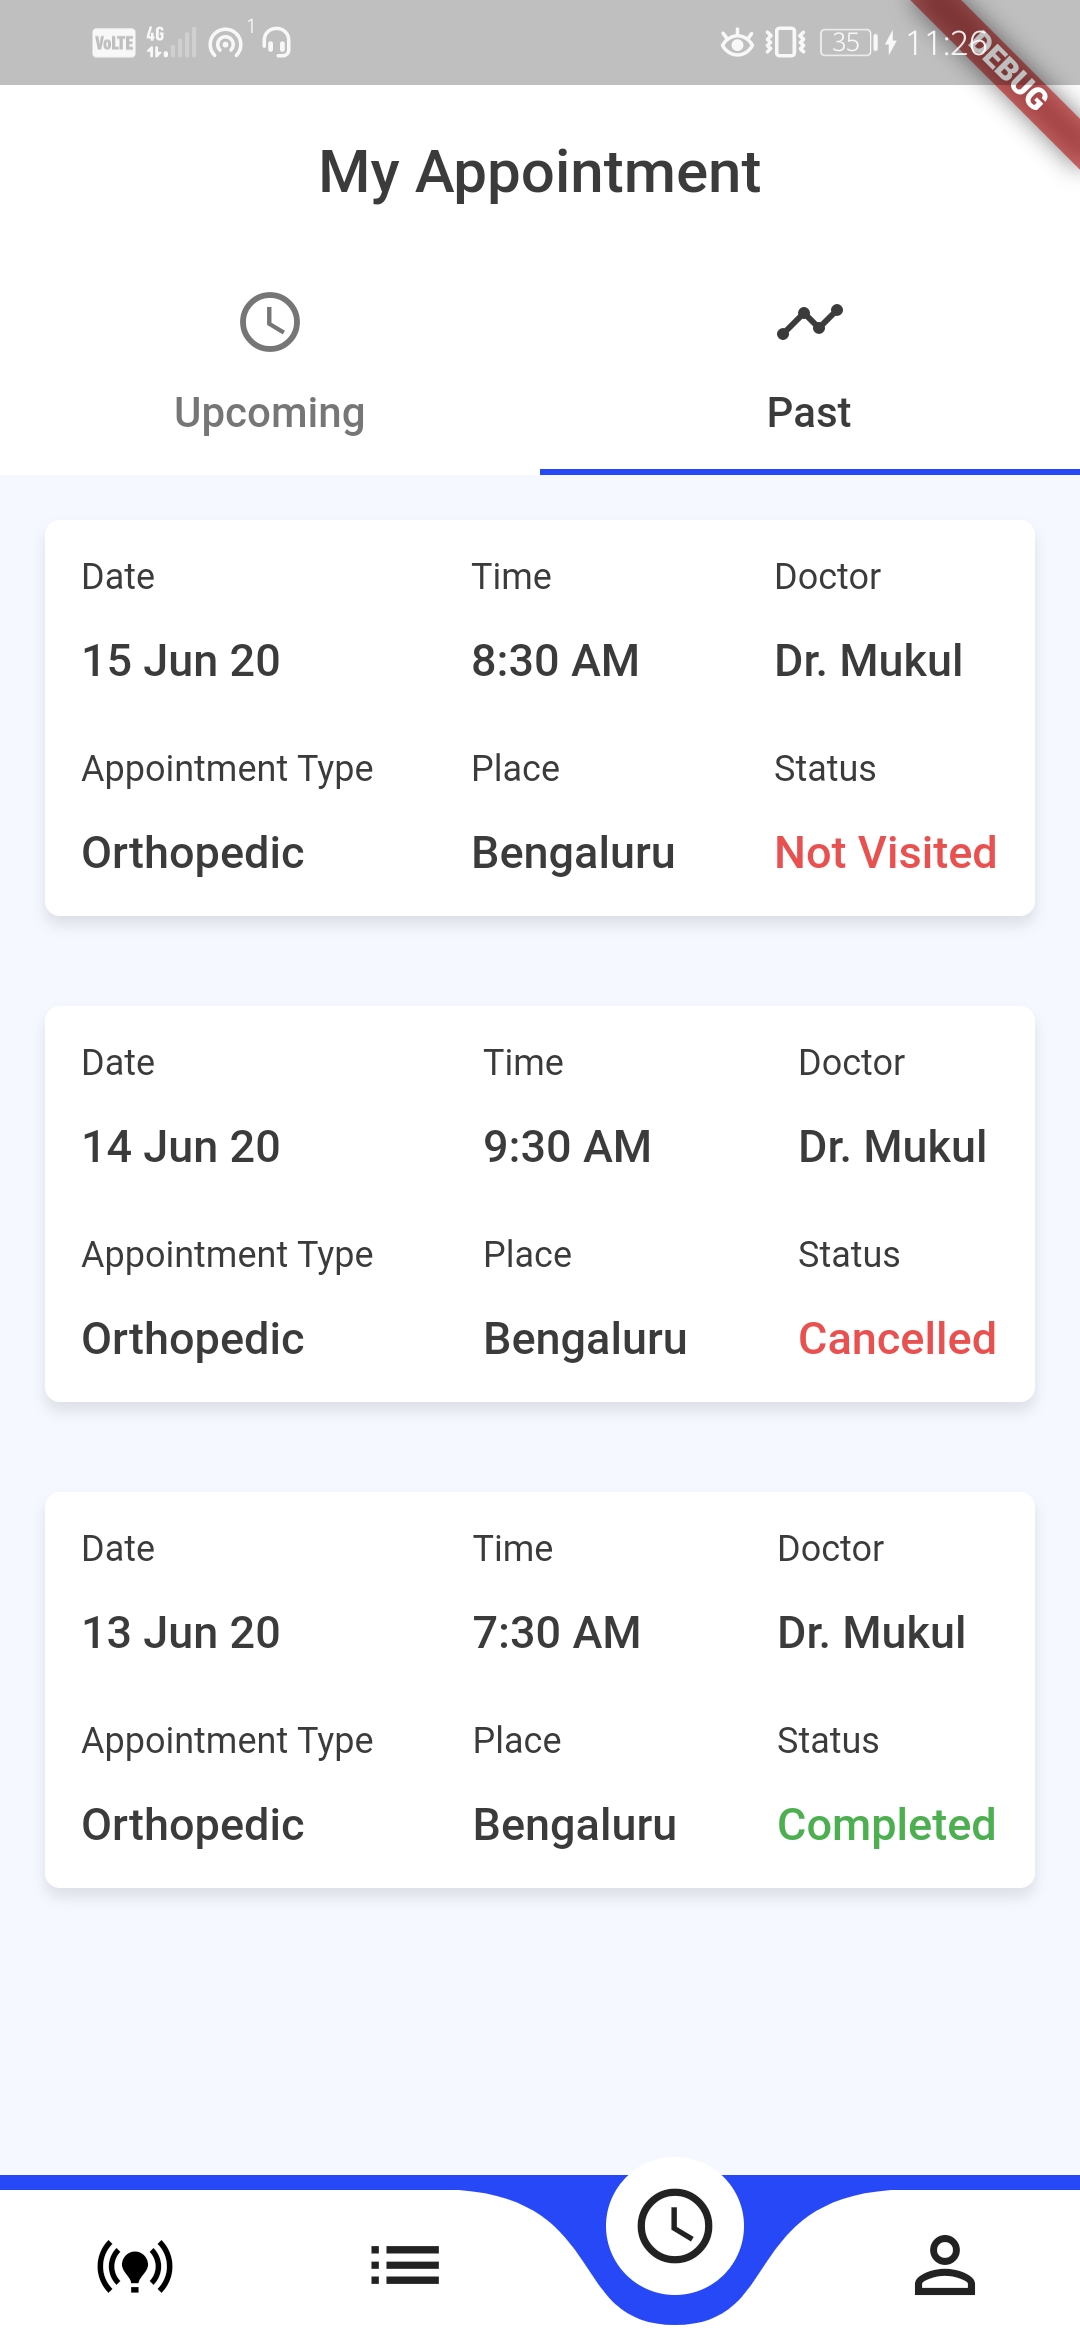 VoLTE 4G 1 35 11:26
DEBUG
My Appointment
Upcoming Past
Date Time Doctor
15 Jun 20 8:30 AM Dr. Mukul
Appointment Type Place Status
Orthopedic Bengaluru Not Visited
Date Time Doctor
14 Jun 20 9:30 AM Dr. Mukul
Appointment Type Place Status
Orthopedic Bengaluru Cancelled
Date Time Doctor
13 Jun 20 7:30 AM Dr. Mukul
Appointment Type Place Status
Orthopedic Bengaluru Completed